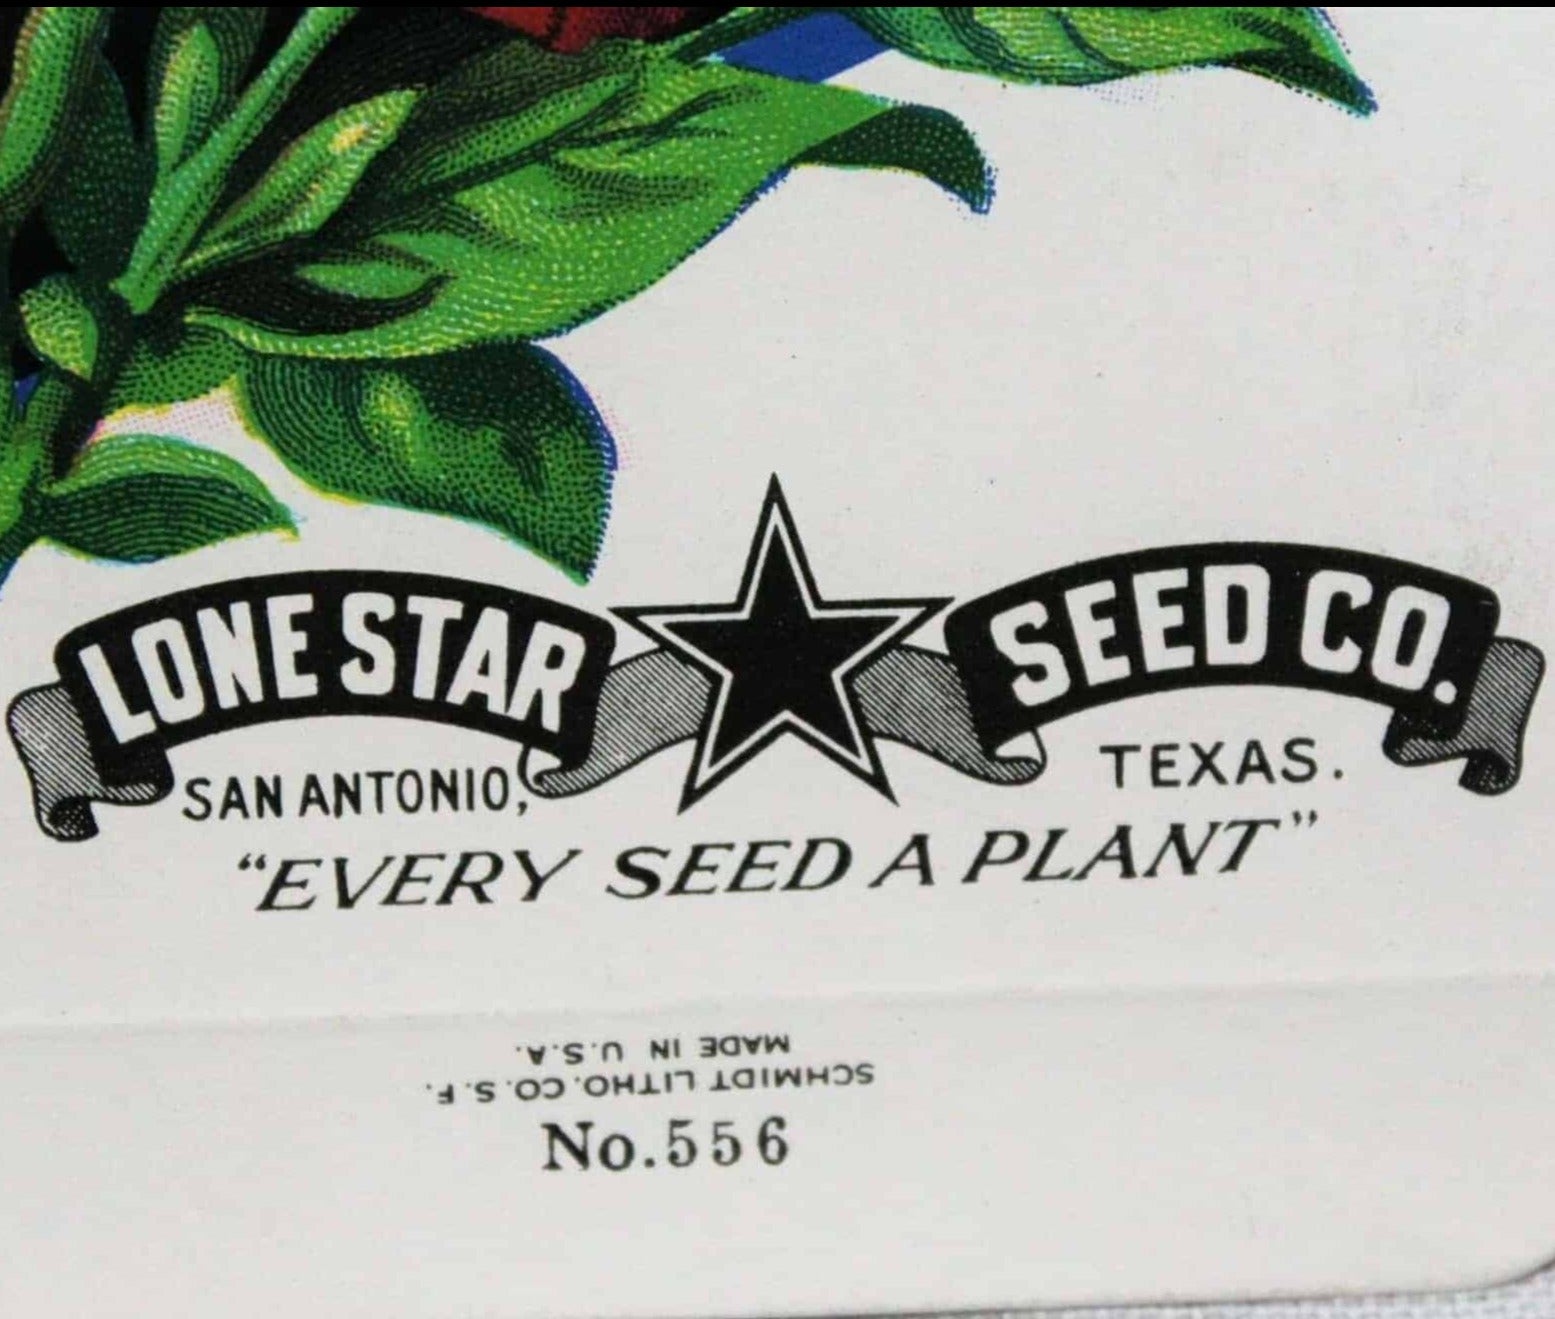 LONE STAR SEED CO.
SAN ANTONIO, TEXAS.
"EVERY SEED A PLANT"
SCHMIDT LITHO. CO. S. F.
MADE IN U.S.A.
No. 556